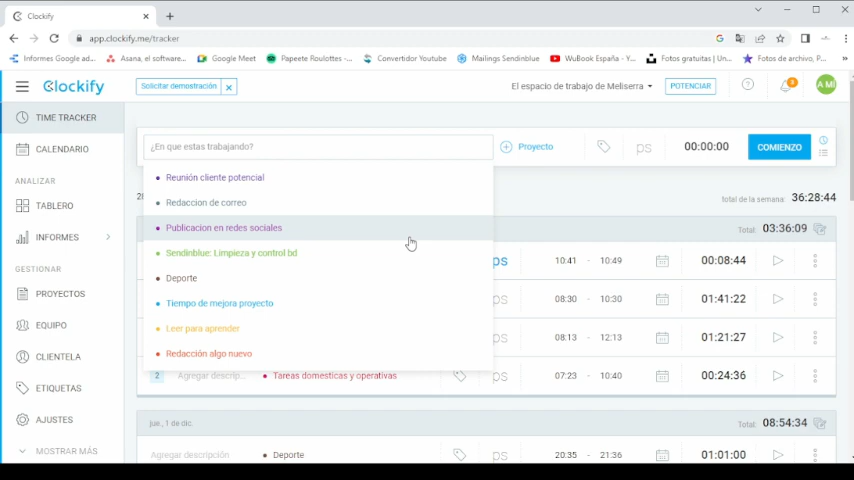 Clockify
app.clockify.me/tracker
Informes Google ad...
Asana, el software...
Google Meet
Papeete Roulottes -...
Convertidor Youtube
Mailings Sendinblue
WuBook España - Y...
Fotos gratuitas | Un...
Fotos de archivo, P...
Clockify
Solicitar demostración
El espacio de trabajo de Meliserra
POTENCIAR
A MI
TIME TRACKER
¿En que estas trabajando?
Proyecto
ps
00:00:00
COMIENZO
CALENDARIO
ANALIZAR
Reunión cliente potencial
Redaccion de correo
total de la semana: 36:28:44
TABLERO
Publicacion en redes sociales
Total: 03:36:09
INFORMES
Sendinblue: Limpieza y control bd
ps
10:41 - 10:49
00:08:44
GESTIONAR
Deporte
PROYECTOS
Tiempo de mejora proyecto
ps
08:30 - 10:30
01:41:22
EQUIPO
Leer para aprender
ps
08:13 - 12:13
01:21:27
CLIENTELA
Redacción algo nuevo
2
Agregar descrip...
Tareas domesticas y operativas
ps
07:23 - 10:40
00:24:36
ETIQUETAS
AJUSTES
jue., 1 de dic.
Total: 08:54:34
MOSTRAR MÁS
Agregar descripción
Deporte
ps
20:35 - 21:36
01:01:00